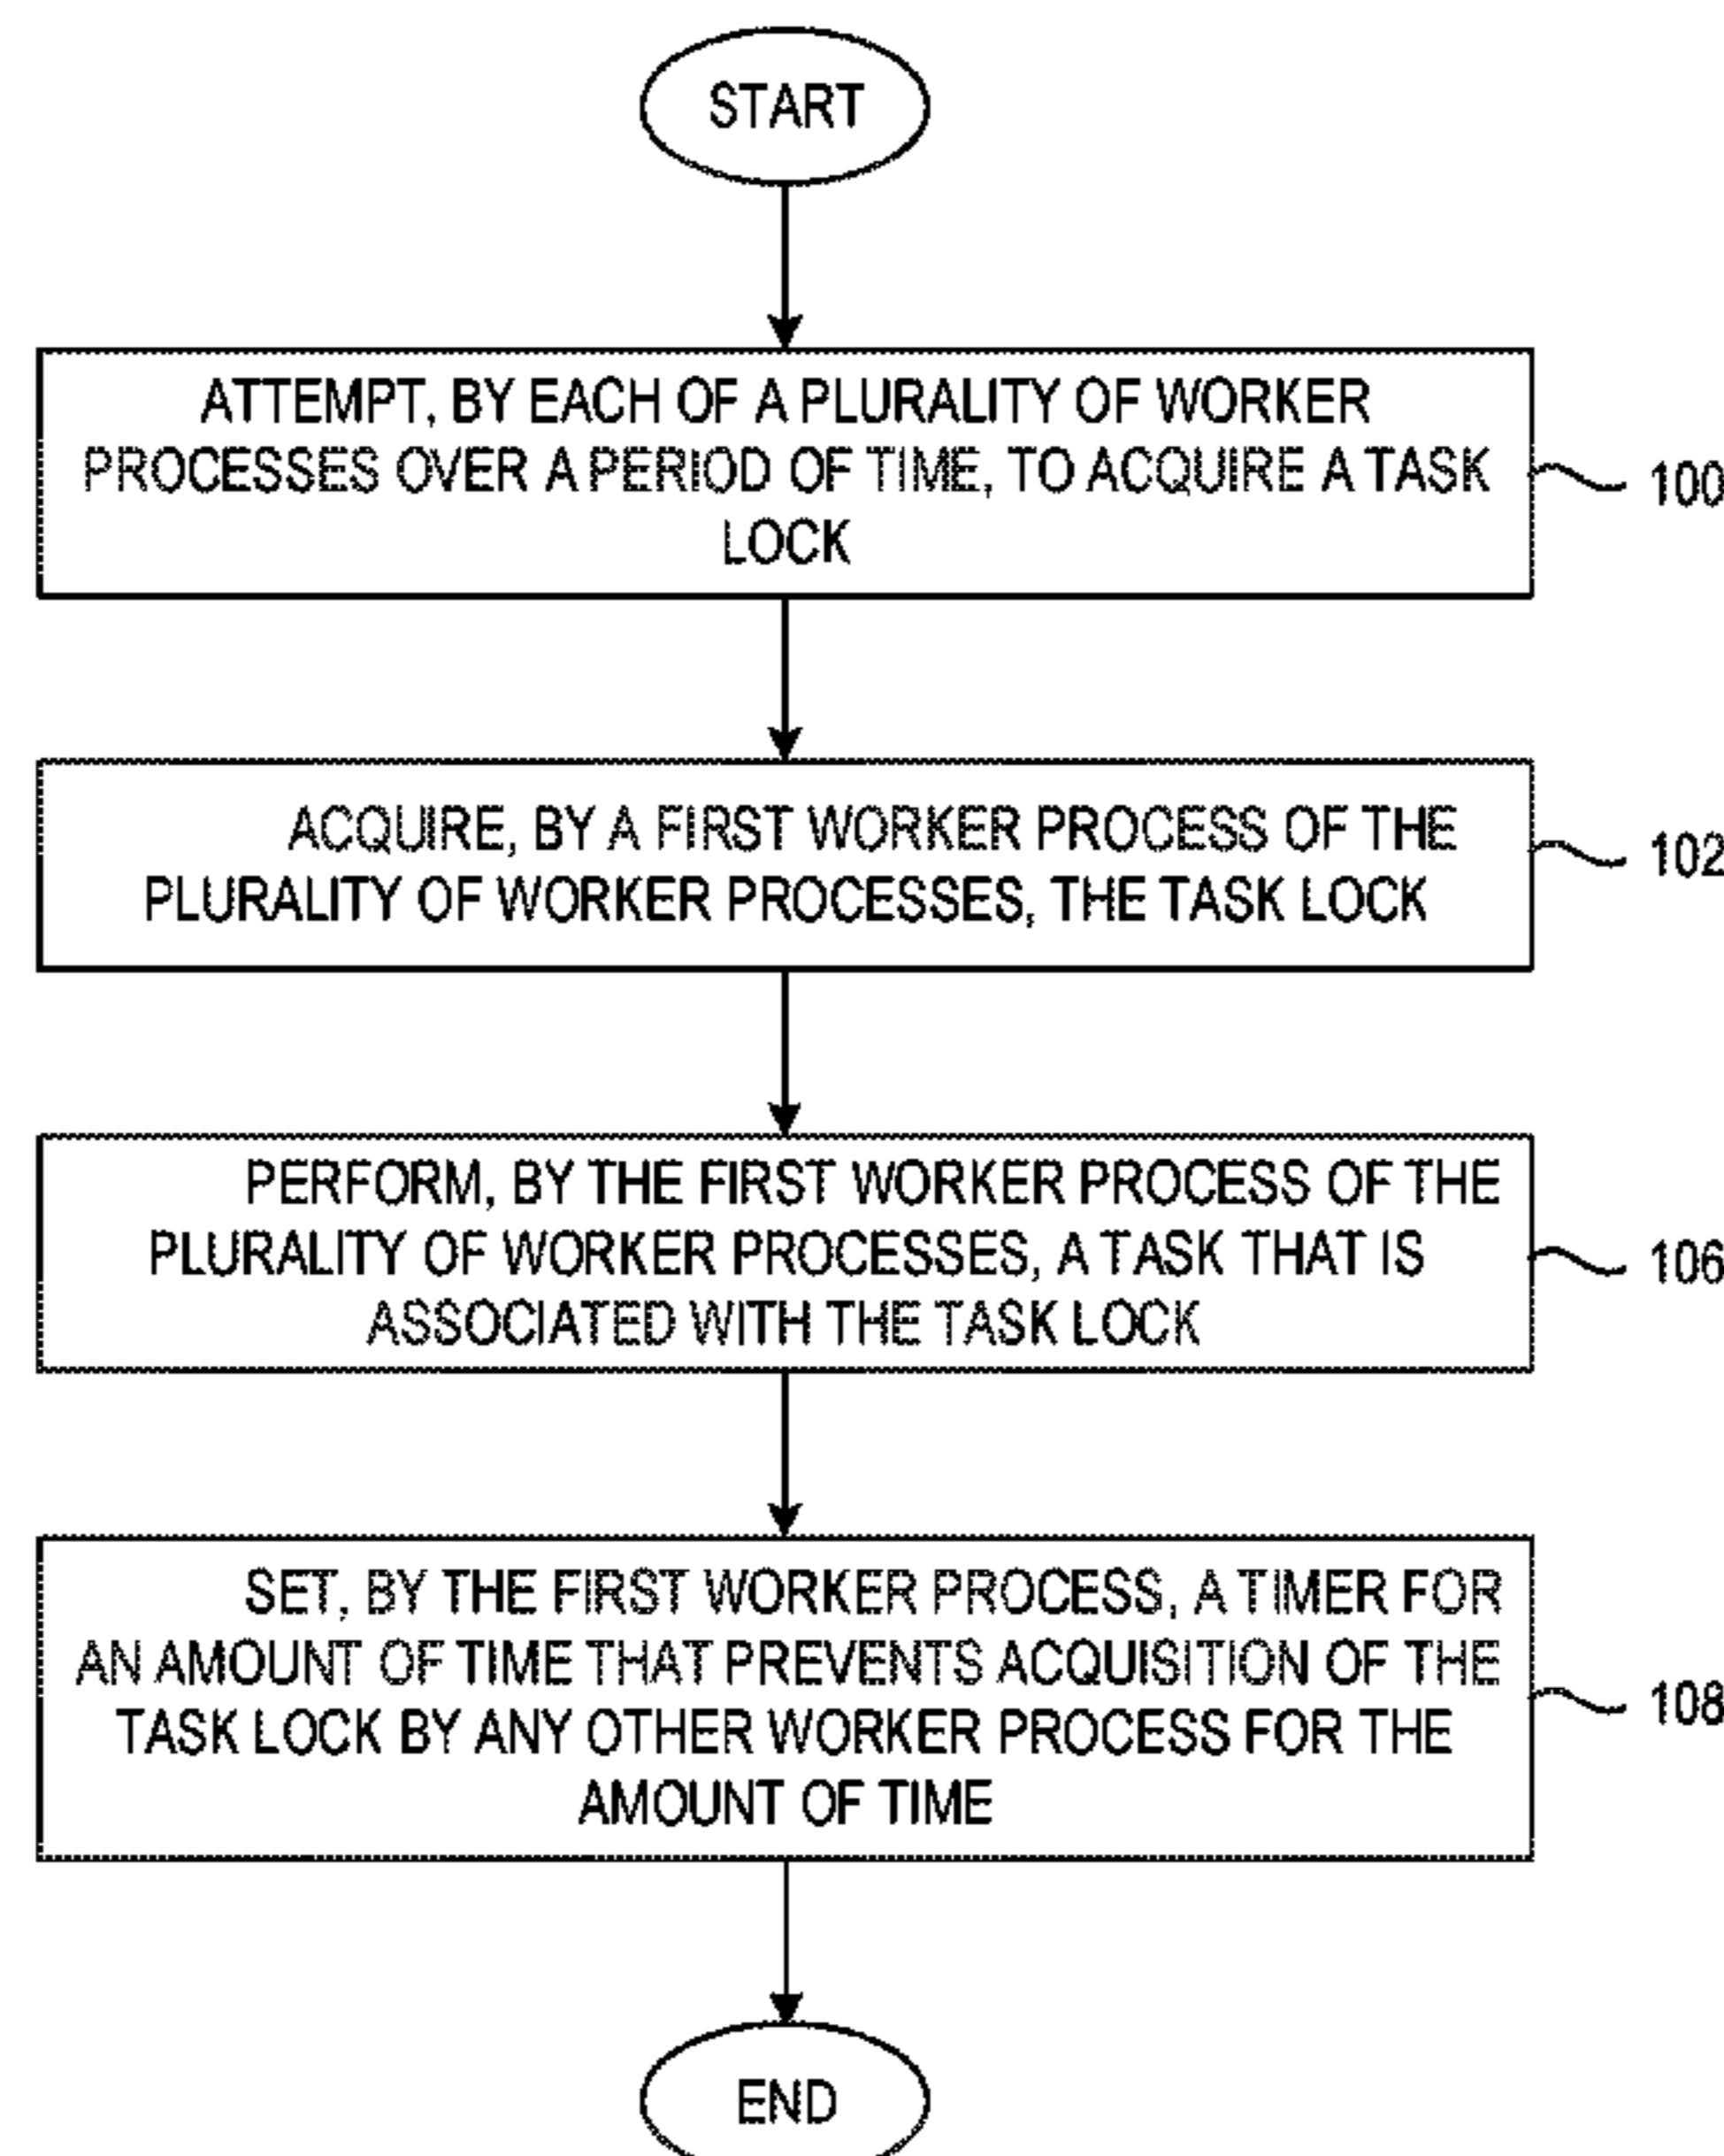 START
ATTEMPT, BY EACH OF A PLURALITY OF WORKER
PROCESSES OVER A PERIOD OF TIME, TO ACQUIRE A TASK
LOCK
100
ACQUIRE, BY A FIRST WORKER PROCESS OF THE
PLURALITY OF WORKER PROCESSES, THE TASK LOCK
102
PERFORM, BY THE FIRST WORKER PROCESS OF THE
PLURALITY OF WORKER PROCESSES, A TASK THAT IS
ASSOCIATED WITH THE TASK LOCK
106
SET, BY THE FIRST WORKER PROCESS, A TIMER FOR
AN AMOUNT OF TIME THAT PREVENTS ACQUISITION OF THE
TASK LOCK BY ANY OTHER WORKER PROCESS FOR THE
AMOUNT OF TIME
108
END